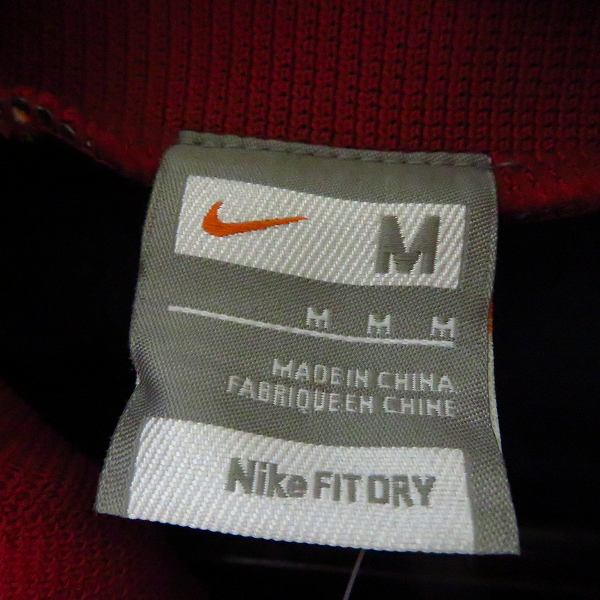 M
M M M
MADE IN CHINA
FABRIQUE EN CHINE
Nike FIT DRY